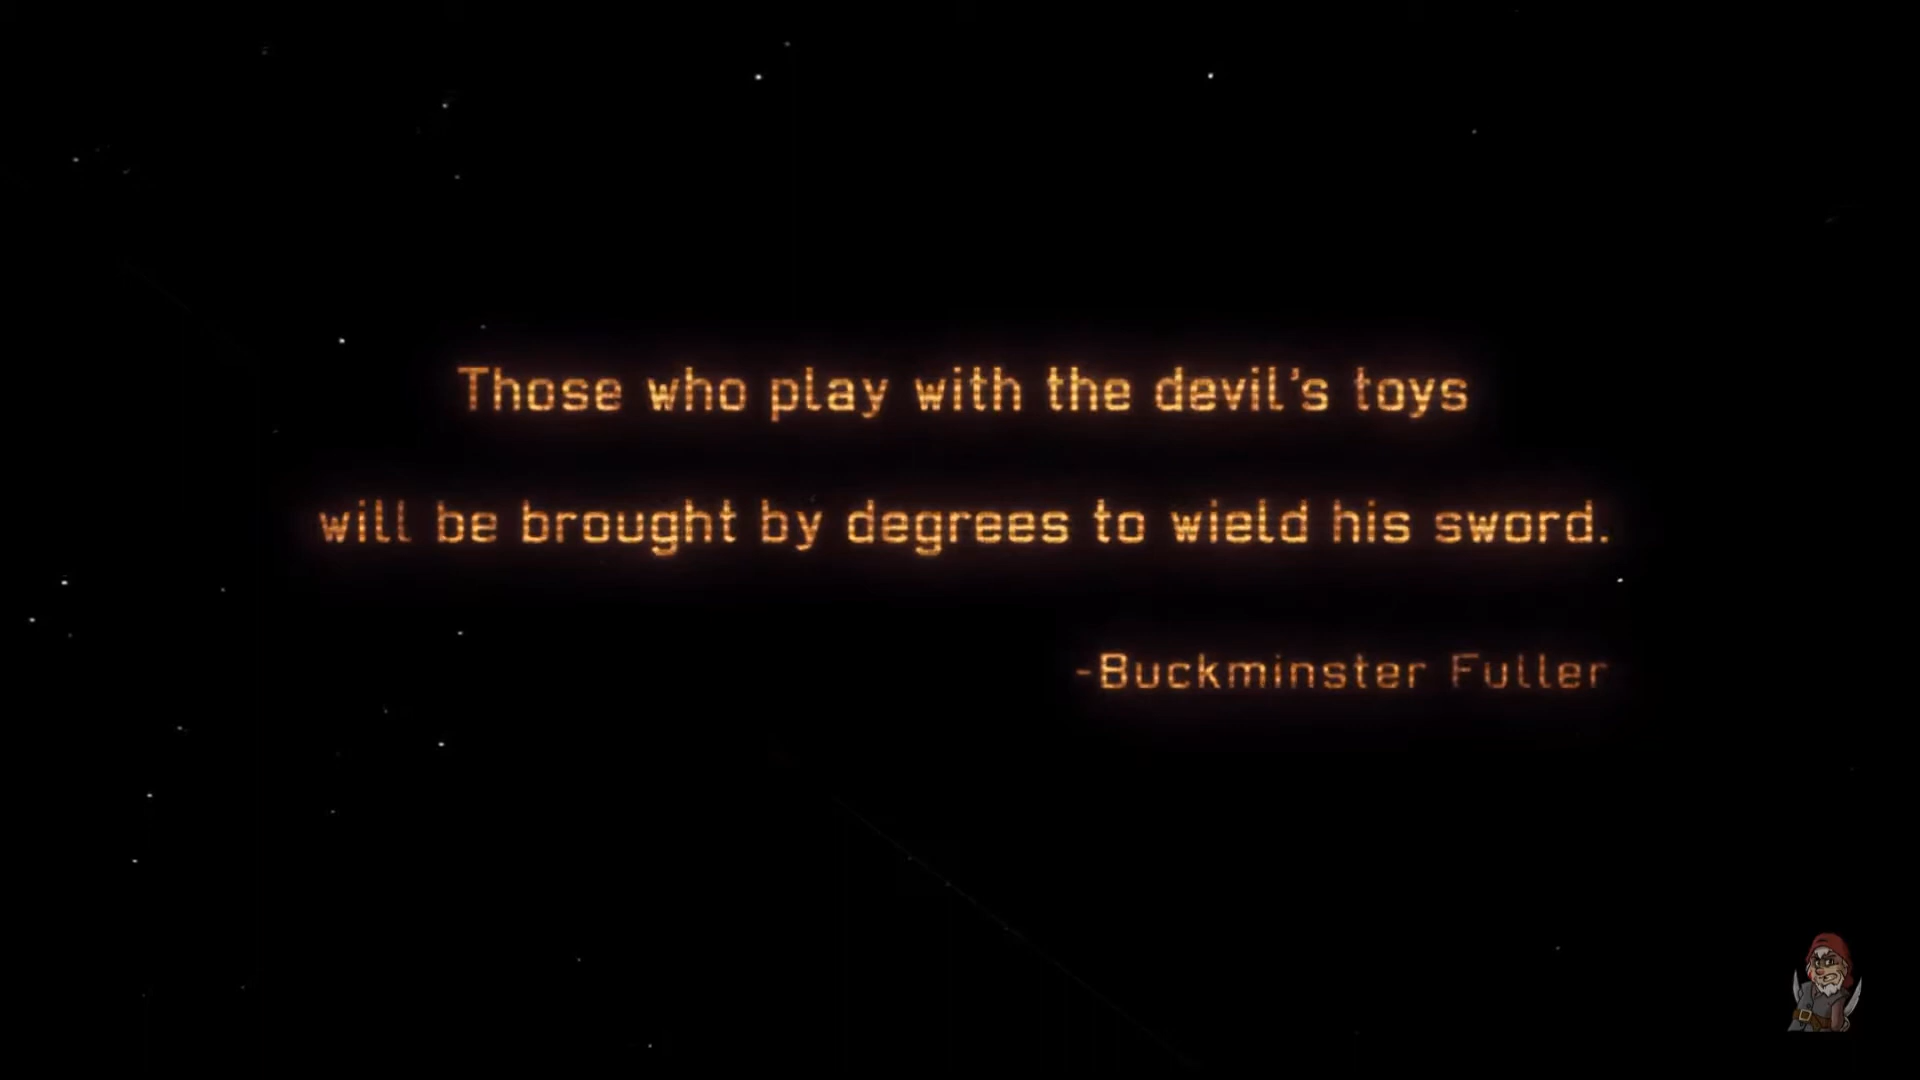 Those who play with the devil's toys
will be brought by degrees to wield his sword.
-Buckminster Fuller